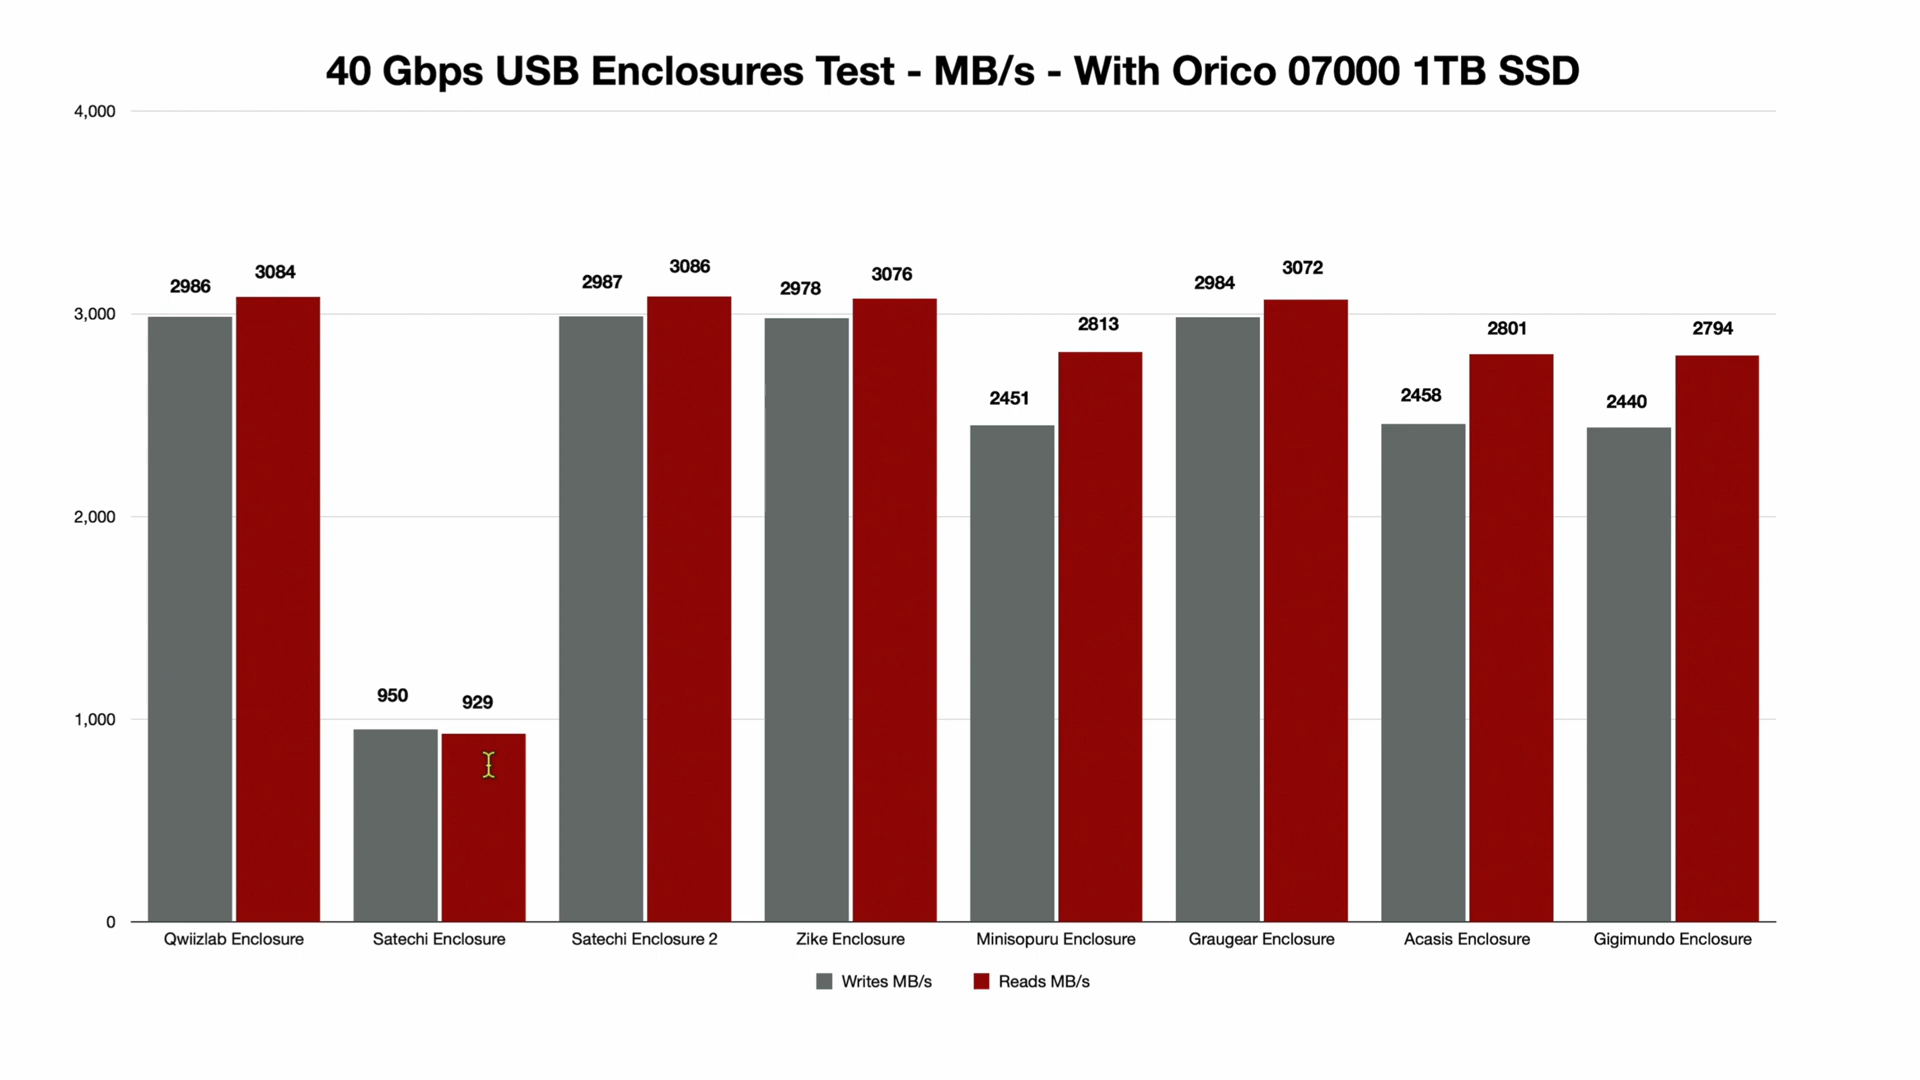 40 Gbps USB Enclosures Test - MB/s - With Orico 07000 1TB SSD
4,000
3,000
2,000
1,000
0
2986
3084
950
929
2987
3086
2978
3076
2451
2813
2984
3072
2458
2801
2440
2794
Qwiizlab Enclosure
Satechi Enclosure
Satechi Enclosure 2
Zike Enclosure
Minisopuru Enclosure
Graugear Enclosure
Acasis Enclosure
Gigimundo Enclosure
Writes MB/s
Reads MB/s